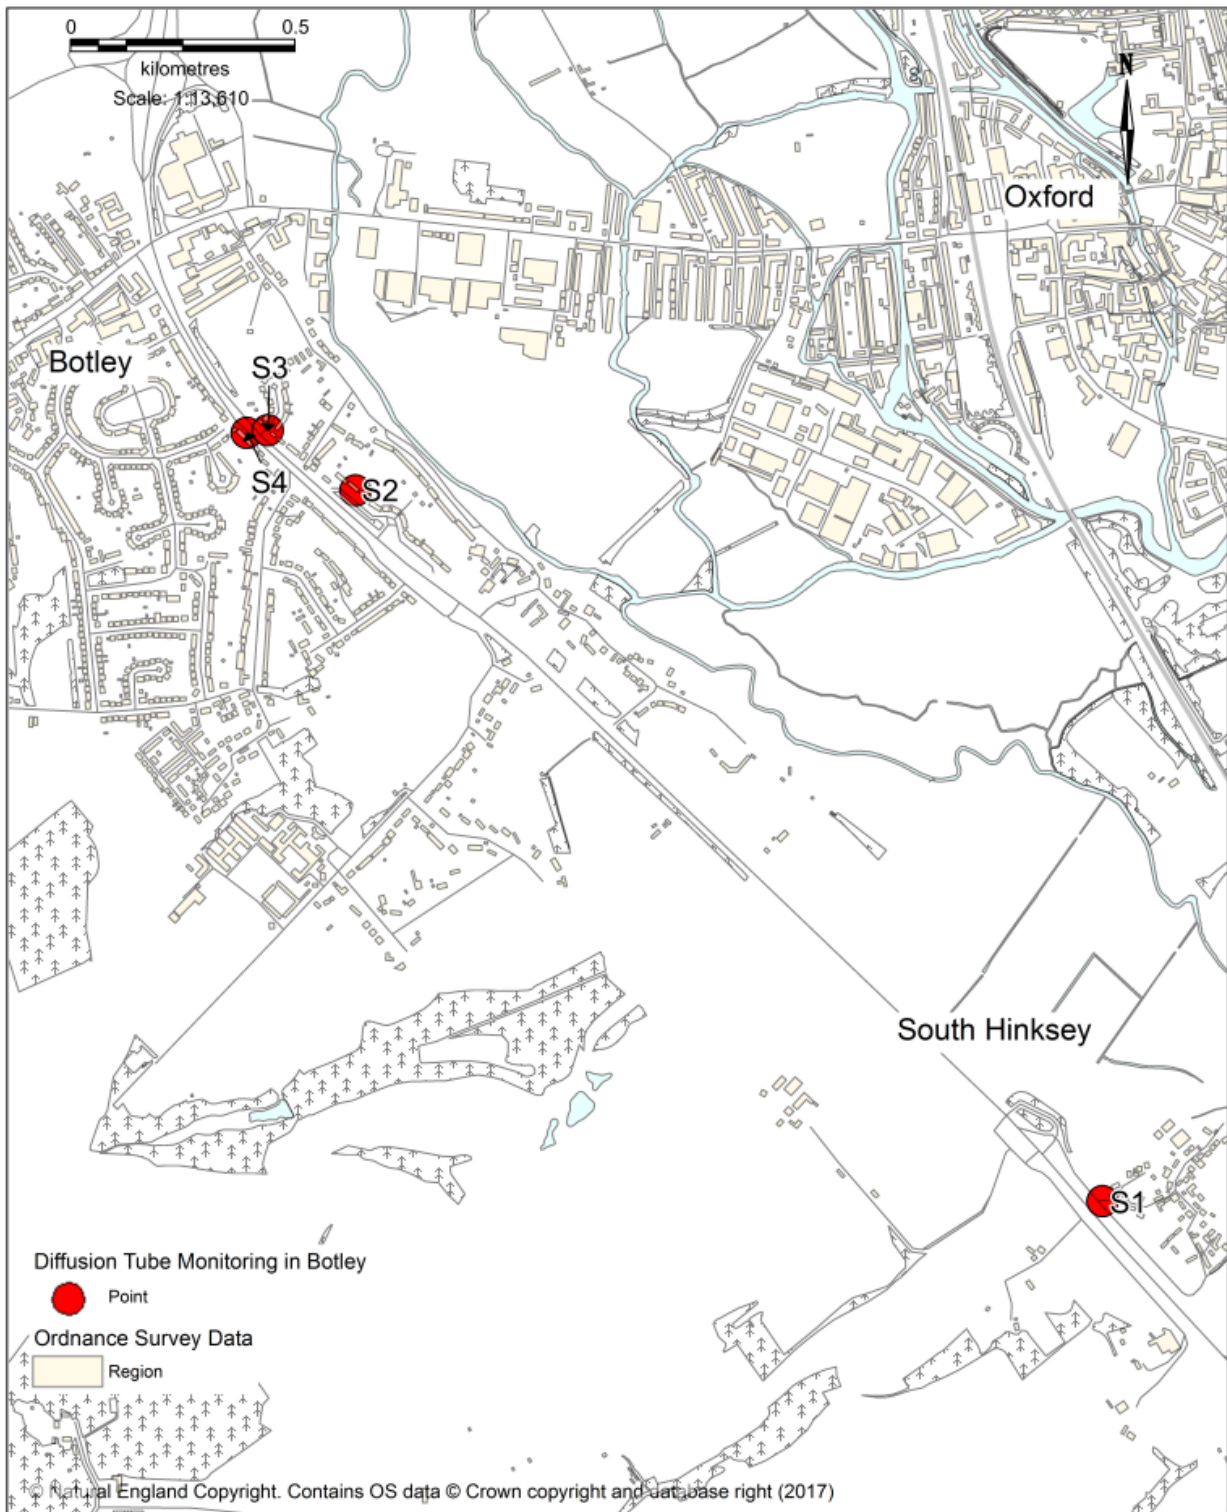 0 0.5
kilometres
Scale: 1:13,610
N
Oxford
Botley
S3
S4
S2
South Hinksey
S1
Diffusion Tube Monitoring in Botley
Point
Ordnance Survey Data
Region
© Natural England Copyright. Contains OS data © Crown copyright and database right (2017)